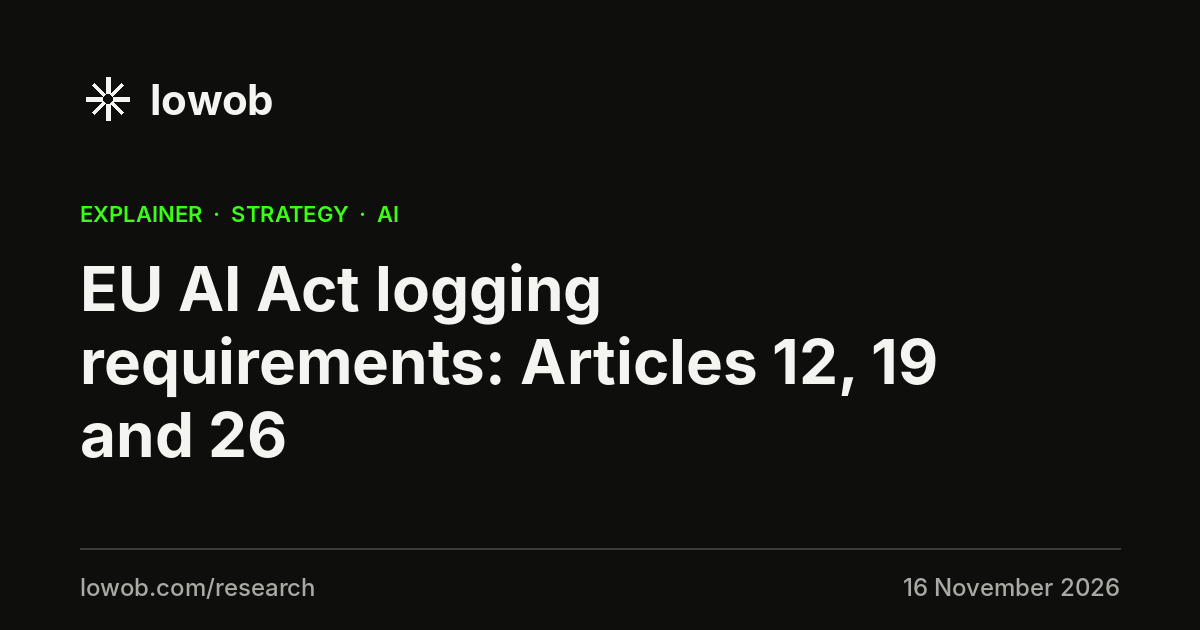 lowob
EXPLAINER · STRATEGY · AI
EU AI Act logging
requirements: Articles 12, 19
and 26
lowob.com/research
16 November 2026